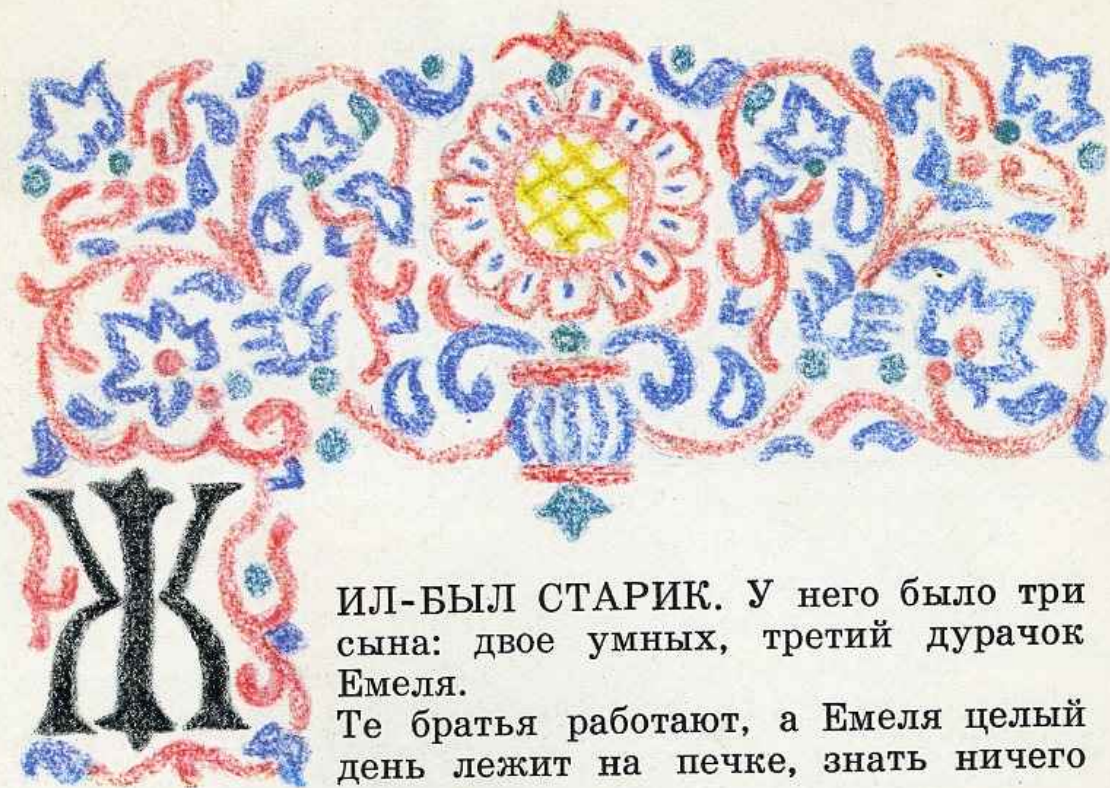 ЖИЛ-БЫЛ СТАРИК. У него было три
сына: двое умных, третий дурачок
Емеля.
Те братья работают, а Емеля целый
день лежит на печке, знать ничего